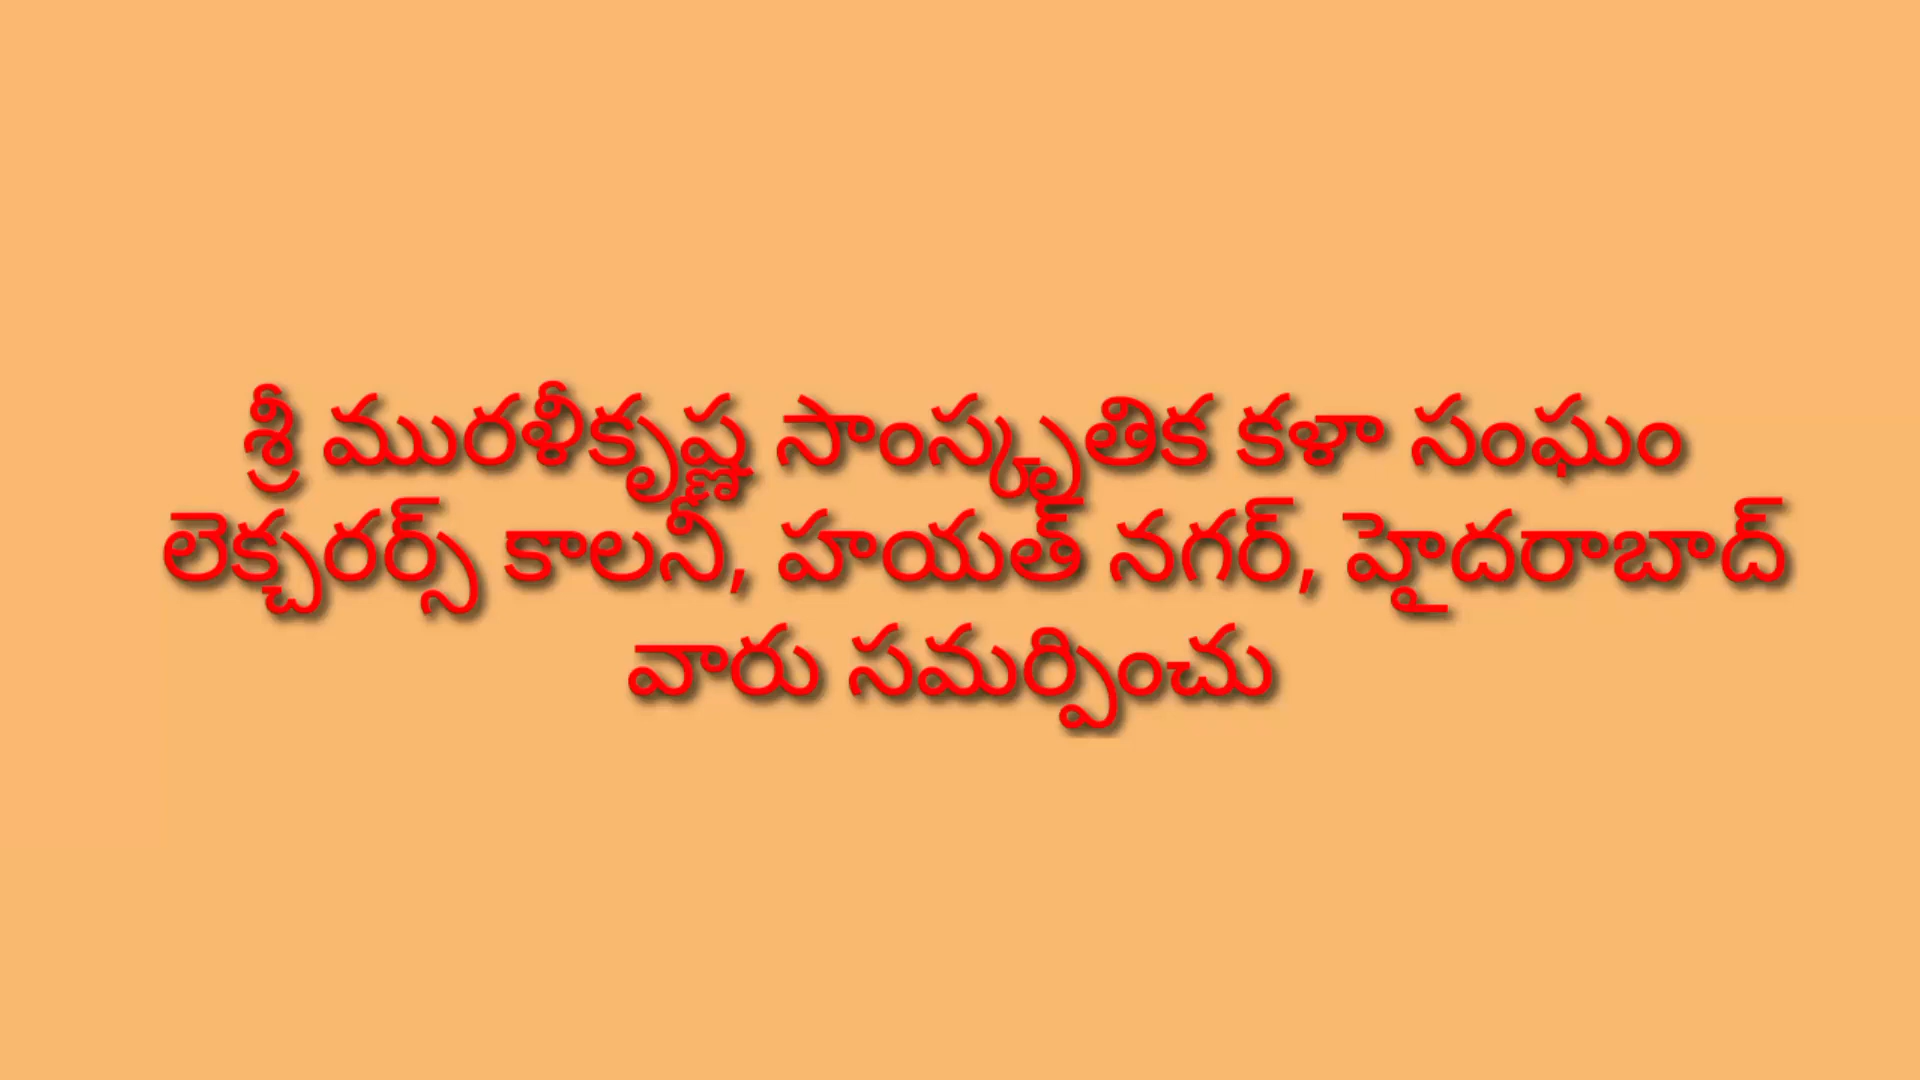 శ్రీ మురళీకృష్ణ సాంస్కృతిక కళా సంఘం
లెక్చరర్స్ కాలనీ, హయత్ నగర్, హైదరాబాద్
వారు సమర్పించు